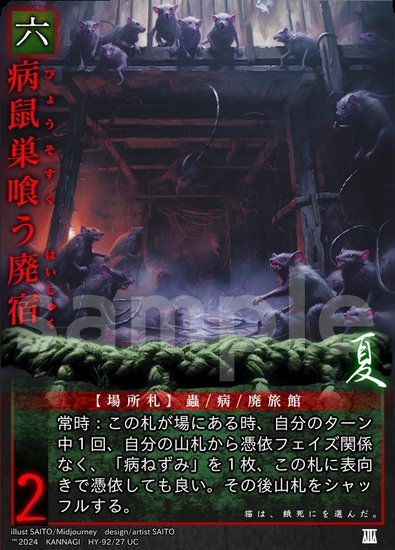 六
病鼠巣喰う廃宿
びょうそすくう はいじゅく
sample
夏
【場所札】蟲/病/廃旅館
常時：この札が場にある時、自分のターン
中１回、自分の山札から憑依フェイズ関係
なく、「病ねずみ」を１枚、この札に表向
きで憑依しても良い。その後山札をシャッ
フルする。
2
猫は、餓死にを選んだ。
illust SAITO/Midjourney design/artist SAITO
™2024 KANNAGI HY-92/27 UC